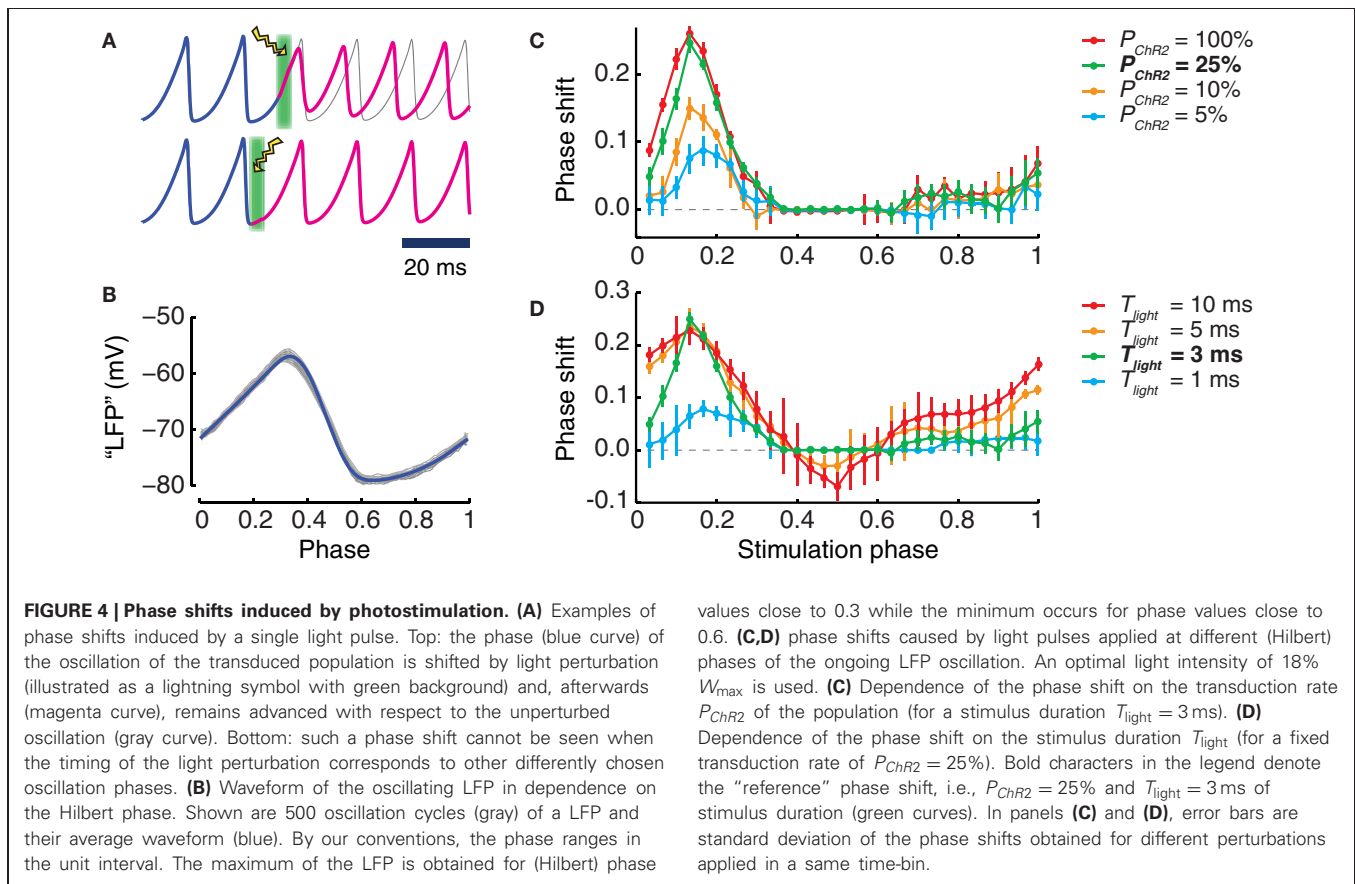 A
20 ms
B
−50
−60
−70
−80
"LFP" (mV)
0
0.2
0.4
0.6
0.8
1
Phase
C
0.2
0.1
0.0
Phase shift
0
0.2
0.4
0.6
0.8
1
P_ChR2 = 100%
P_ChR2 = 25%
P_ChR2 = 10%
P_ChR2 = 5%
D
0.3
0.2
0.1
0.0
-0.1
Phase shift
0
0.2
0.4
0.6
0.8
1
Stimulation phase
T_light = 10 ms
T_light = 5 ms
T_light = 3 ms
T_light = 1 ms
FIGURE 4 | Phase shifts induced by photostimulation. (A) Examples of
phase shifts induced by a single light pulse. Top: the phase (blue curve) of
the oscillation of the transduced population is shifted by light perturbation
(illustrated as a lightning symbol with green background) and, afterwards
(magenta curve), remains advanced with respect to the unperturbed
oscillation (gray curve). Bottom: such a phase shift cannot be seen when
the timing of the light perturbation corresponds to other differently chosen
oscillation phases. (B) Waveform of the oscillating LFP in dependence on
the Hilbert phase. Shown are 500 oscillation cycles (gray) of a LFP and
their average waveform (blue). By our conventions, the phase ranges in
the unit interval. The maximum of the LFP is obtained for (Hilbert) phase
values close to 0.3 while the minimum occurs for phase values close to
0.6. (C,D) phase shifts caused by light pulses applied at different (Hilbert)
phases of the ongoing LFP oscillation. An optimal light intensity of 18%
W_max is used. (C) Dependence of the phase shift on the transduction rate
P_ChR2 of the population (for a stimulus duration T_light = 3 ms). (D)
Dependence of the phase shift on the stimulus duration T_light (for a fixed
transduction rate of P_ChR2 = 25%). Bold characters in the legend denote
the "reference" phase shift, i.e., P_ChR2 = 25% and T_light = 3 ms of
stimulus duration (green curves). In panels (C) and (D), error bars are
standard deviation of the phase shifts obtained for different perturbations
applied in a same time-bin.